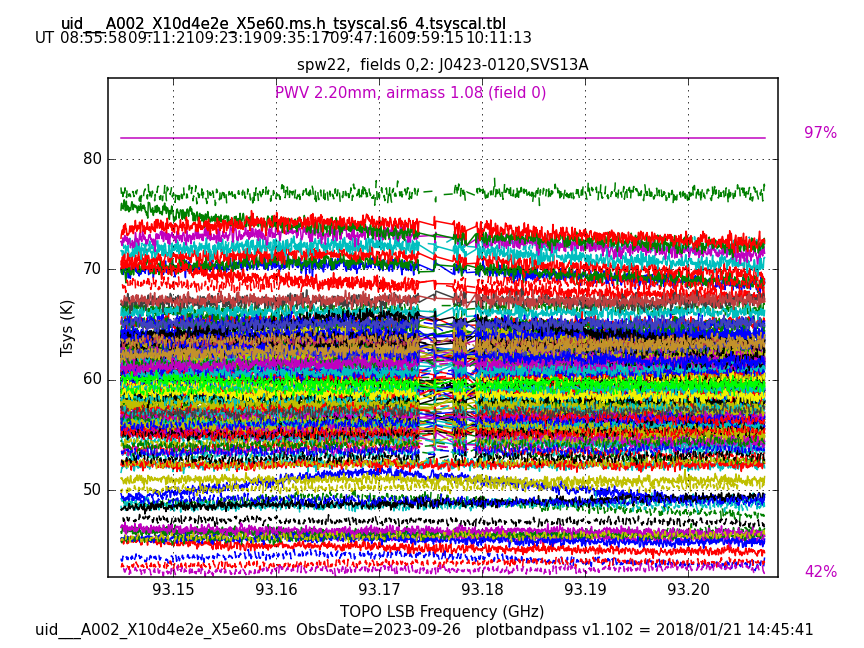 uid___A002_X10d4e2e_X5e60.ms.h_tsyscal.s6_4.tsyscal.tbl
UT 08:55:58 09:11:21 09:23:19 09:35:17 09:47:16 09:59:15 10:11:13
spw22,  fields 0,2: J0423-0120,SVS13A
PWV 2.20mm, airmass 1.08 (field 0)
97%
80
70
60
50
Tsys (K)
42%
93.15 93.16 93.17 93.18 93.19 93.20
TOPO LSB Frequency (GHz)
uid___A002_X10d4e2e_X5e60.ms  ObsDate=2023-09-26   plotbandpass v1.102 = 2018/01/21 14:45:41